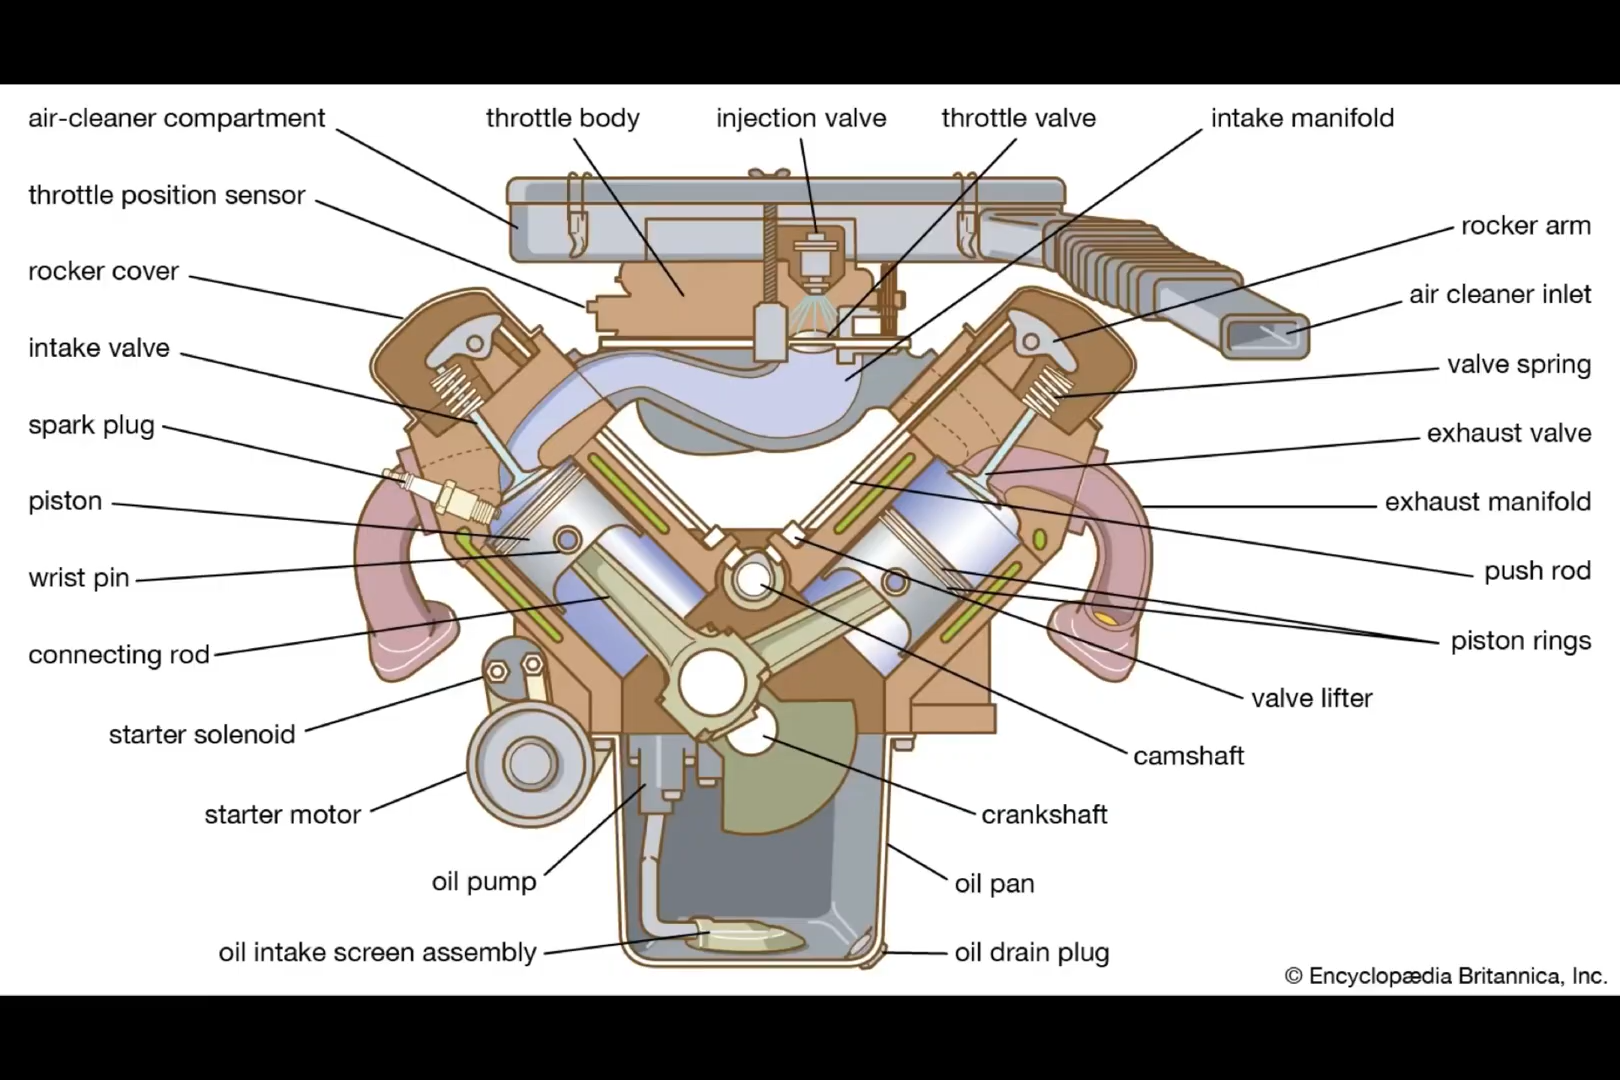 air-cleaner compartment
throttle body
injection valve
throttle valve
intake manifold
throttle position sensor
rocker arm
rocker cover
air cleaner inlet
intake valve
valve spring
spark plug
exhaust valve
piston
exhaust manifold
wrist pin
push rod
connecting rod
piston rings
valve lifter
starter solenoid
camshaft
starter motor
crankshaft
oil pump
oil pan
oil intake screen assembly
oil drain plug
© Encyclopædia Britannica, Inc.